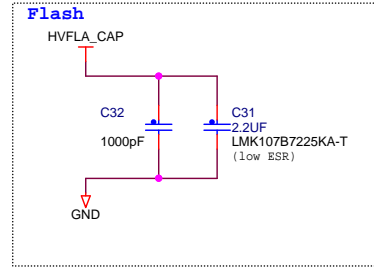 Flash
HVFLA_CAP
C32
1000pF
C31
2.2UF
LMK107B7225KA-T
(low ESR)
GND